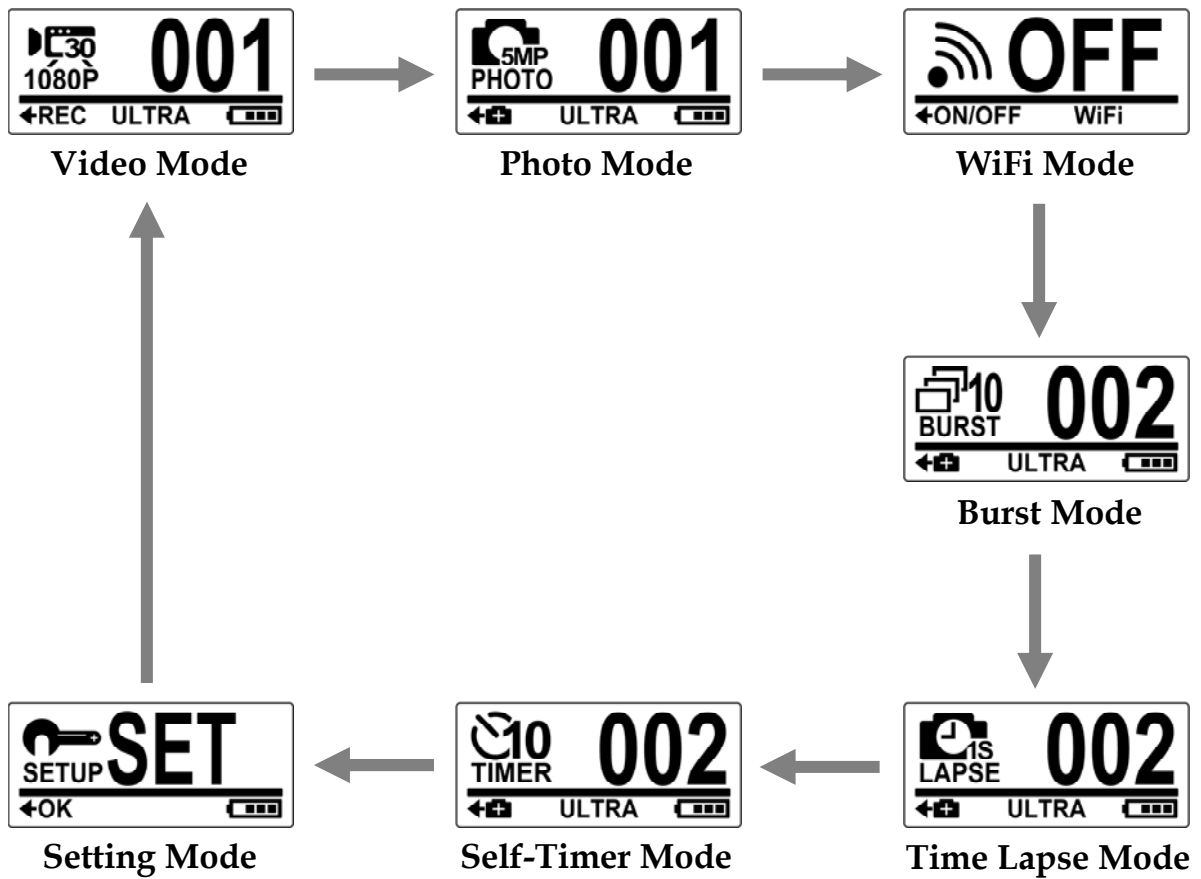 30 001
1080P
REC ULTRA
Video Mode
5MP 001
PHOTO
ULTRA
Photo Mode
OFF
ON/OFF WiFi
WiFi Mode
10 002
BURST
ULTRA
Burst Mode
SET
SETUP
OK
Setting Mode
10 002
TIMER
ULTRA
Self-Timer Mode
1S 002
LAPSE
ULTRA
Time Lapse Mode